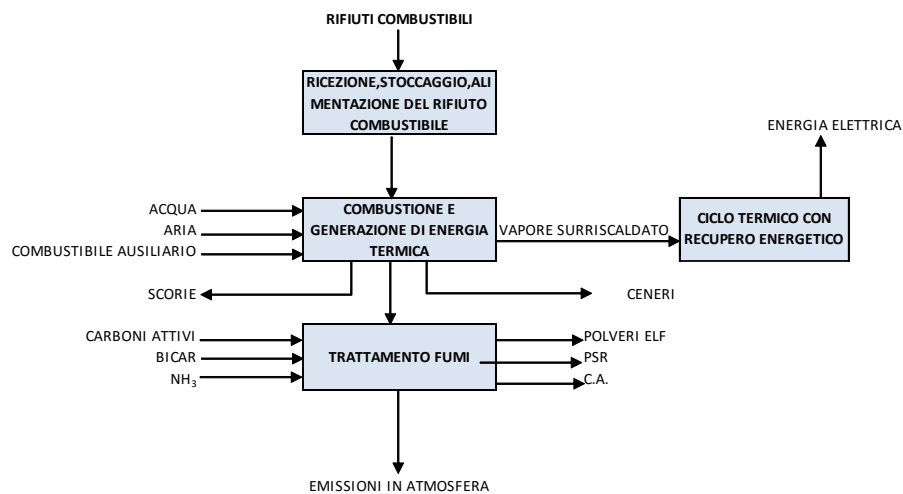 RIFIUTI COMBUSTIBILI
RICEZIONE,STOCCAGGIO,ALI
MENTAZIONE DEL RIFIUTO
COMBUSTIBILE
ENERGIA ELETTRICA
ACQUA
ARIA
COMBUSTIBILE AUSILIARIO
COMBUSTIONE E
GENERAZIONE DI ENERGIA
TERMICA
VAPORE SURRISCALDATO
CICLO TERMICO CON
RECUPERO ENERGETICO
SCORIE
CENERI
CARBONI ATTIVI
BICAR
NH₃
TRATTAMENTO FUMI
POLVERI ELF
PSR
C.A.
EMISSIONI IN ATMOSFERA